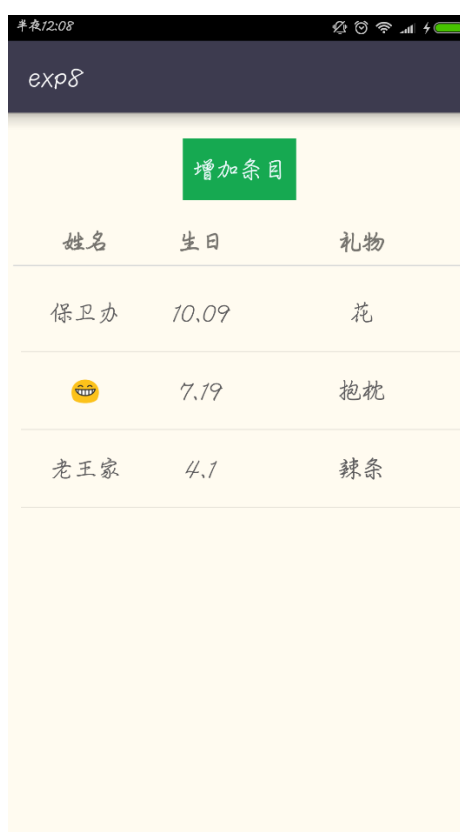 半夜12:08
exp8
增加条目
姓名 生日 礼物
保卫办 10.09 花
😁 7.19 抱枕
老王家 4.1 辣条